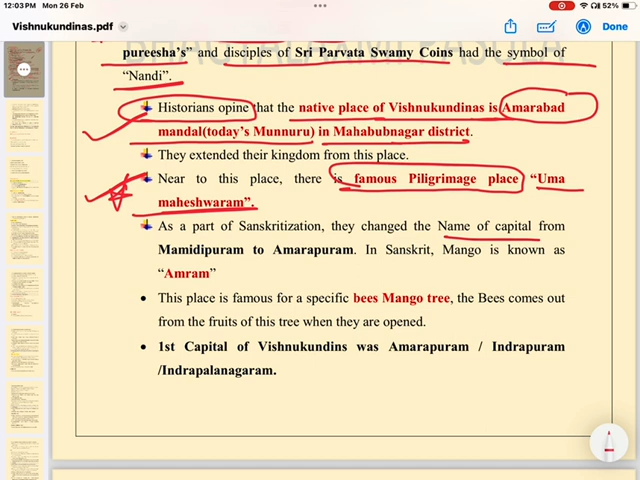 12:03 PM Mon 26 Feb
52%
Vishnukundinas.pdf
Done
pureesha's" and disciples of Sri Parvata Swamy Coins had the symbol of
"Nandi".
Historians opine that the native place of Vishnukundinas is Amarabad
mandal(today's Munnuru) in Mahabubnagar district.
They extended their kingdom from this place.
Near to this place, there is famous Piligrimage place "Uma
maheshwaram".
As a part of Sanskritization, they changed the Name of capital from
Mamidipuram to Amarapuram. In Sanskrit, Mango is known as
"Amram"
This place is famous for a specific bees Mango tree, the Bees comes out
from the fruits of this tree when they are opened.
1st Capital of Vishnukundins was Amarapuram / Indrapuram
/Indrapalanagaram.